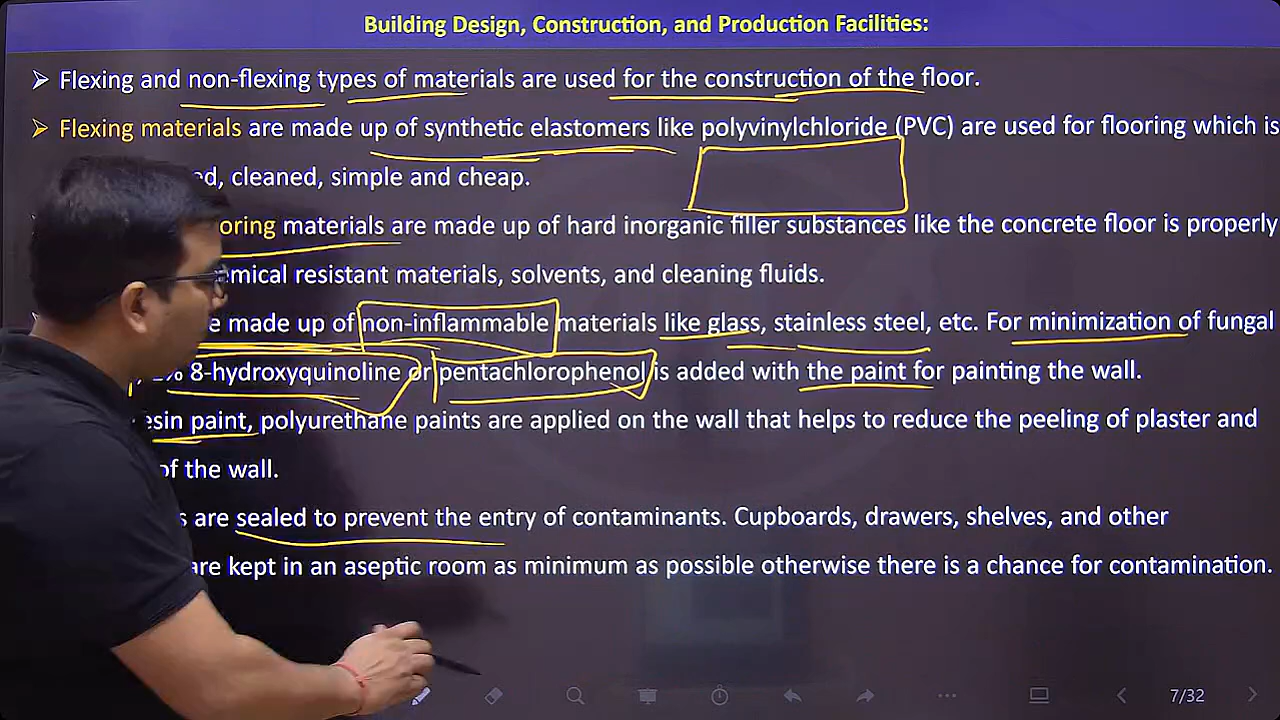 Building Design, Construction, and Production Facilities:
➤ Flexing and non-flexing types of materials are used for the construction of the floor.
➤ Flexing materials are made up of synthetic elastomers like polyvinylchloride (PVC) are used for flooring which is
cleaned, simple and cheap.
materials are made up of hard inorganic filler substances like the concrete floor is properly
resistant materials, solvents, and cleaning fluids.
made up of non-inflammable materials like glass, stainless steel, etc. For minimization of fungal
8-hydroxyquinoline or pentachlorophenol is added with the paint for painting the wall.
paint, polyurethane paints are applied on the wall that helps to reduce the peeling of plaster and
of the wall.
are sealed to prevent the entry of contaminants. Cupboards, drawers, shelves, and other
are kept in an aseptic room as minimum as possible otherwise there is a chance for contamination.
7/32